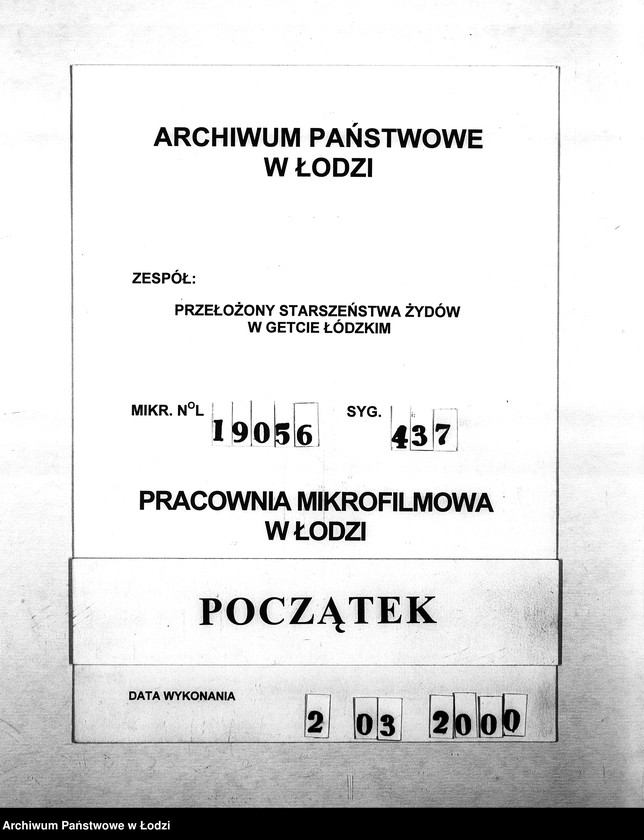 ARCHIWUM PAŃSTWOWE
W ŁODZI
ZESPÓŁ:
PRZEŁOŻONY STARSZEŃSTWA ŻYDÓW
W GETCIE ŁÓDZKIM
MIKR. NOL 19056 SYG. 437
PRACOWNIA MIKROFILMOWA
W ŁODZI
POCZĄTEK
DATA WYKONANIA 2 03 2000
Archiwum Państwowe w Łodzi